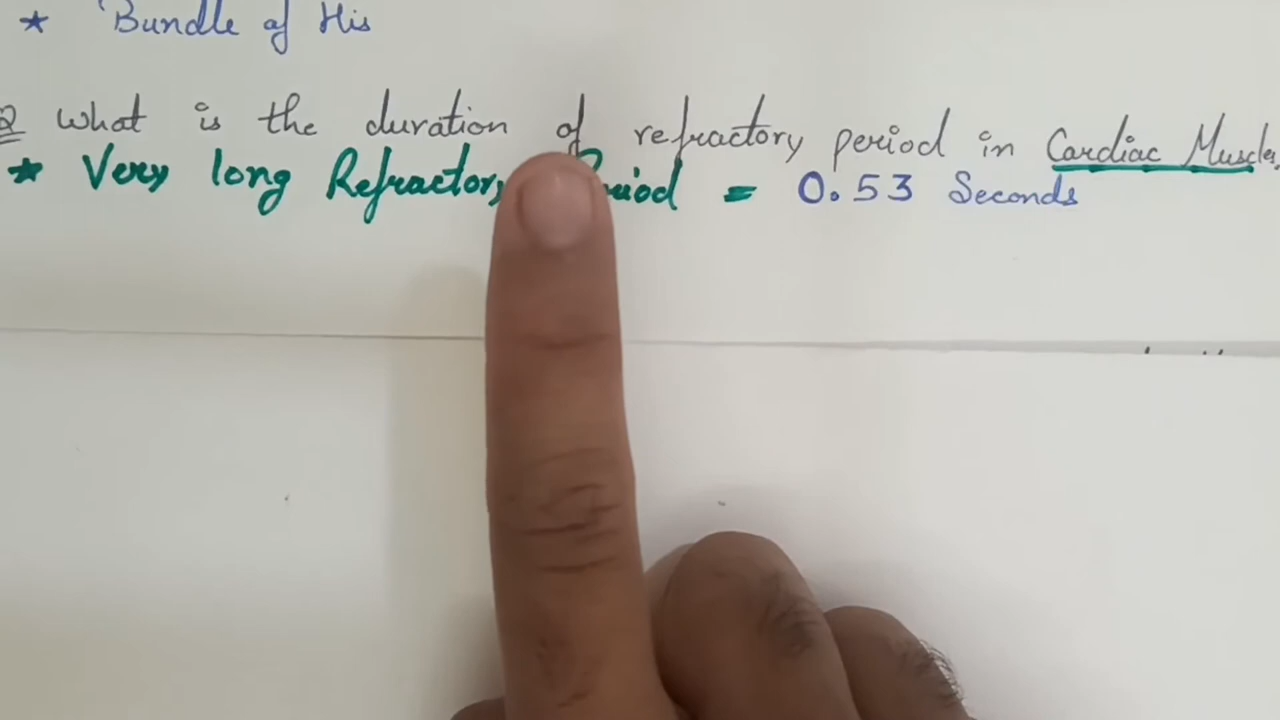 ★ Bundle of His
Q What is the duration of refractory period in Cardiac Muscle
★ Very long Refractory Period = 0.53 Seconds